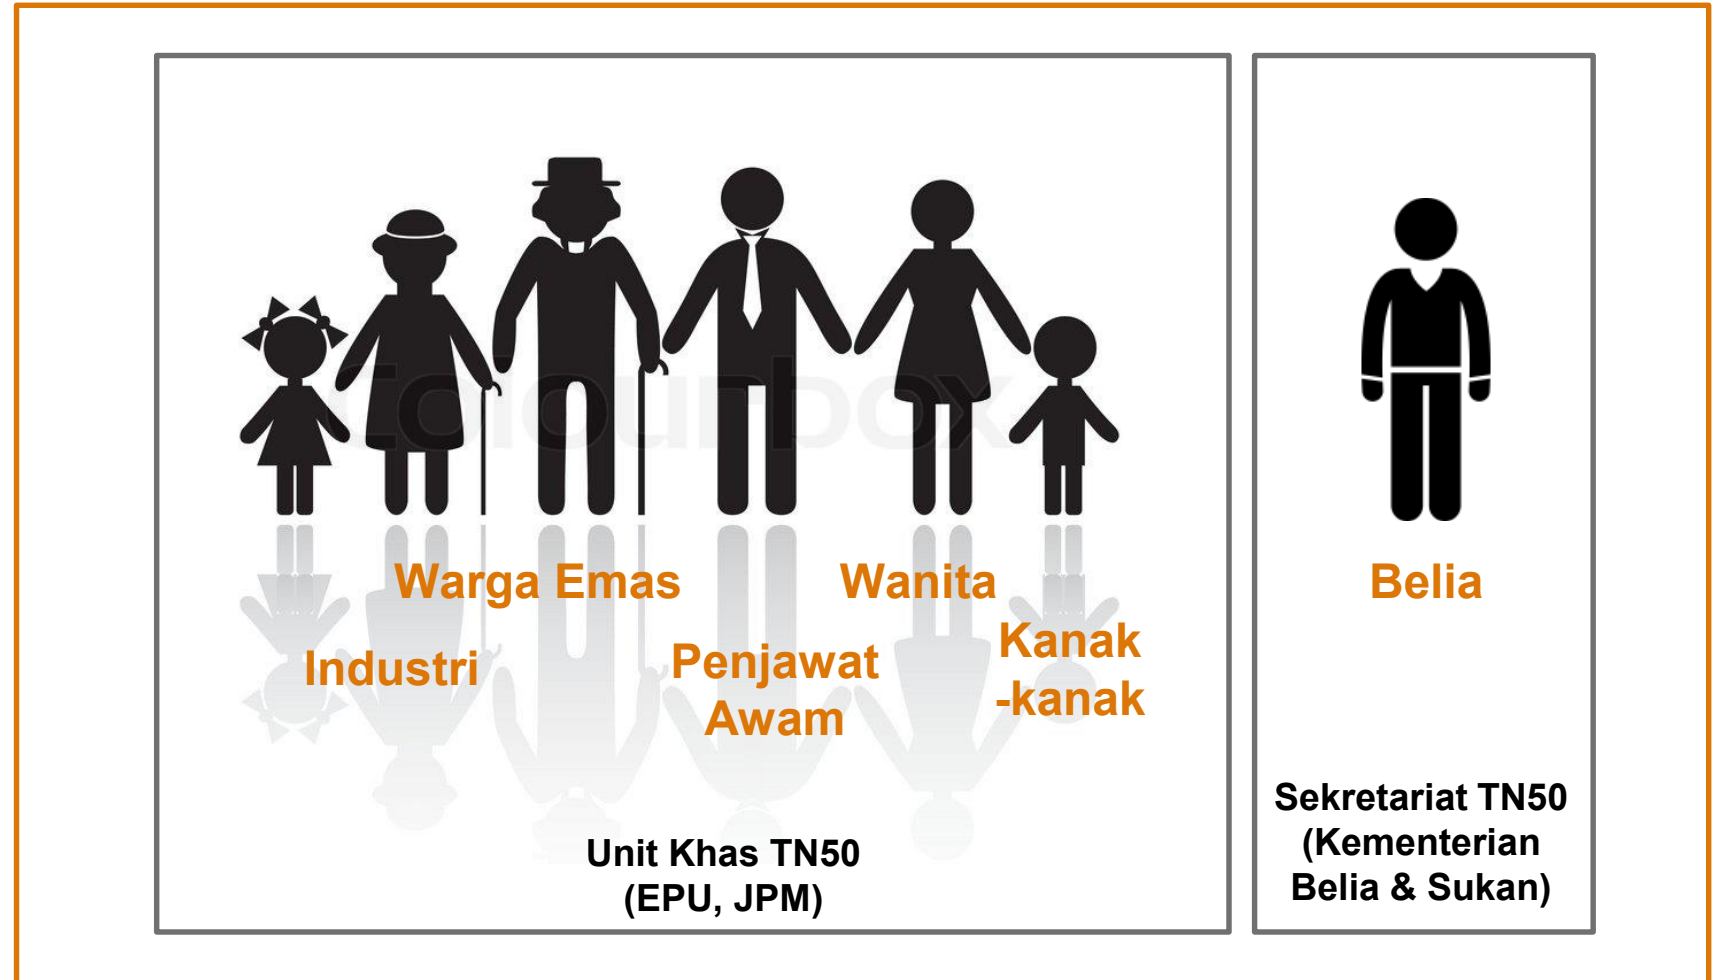 Colourbox
Warga Emas
Wanita
Industri
Penjawat
Awam
Kanak
-kanak
Unit Khas TN50
(EPU, JPM)
Belia
Sekretariat TN50
(Kementerian
Belia & Sukan)